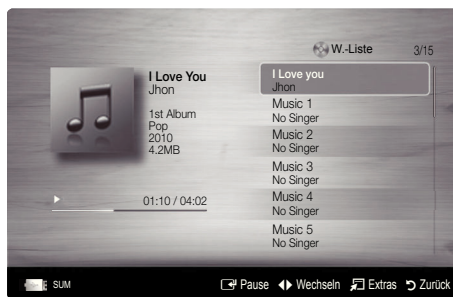 W.-Liste 3/15
I Love You
Jhon
1st Album
Pop
2010
4.2MB
01:10 / 04:02
I Love you
Jhon
Music 1
No Singer
Music 2
No Singer
Music 3
No Singer
Music 4
No Singer
Music 5
No Singer
SUM Pause Wechseln Extras Zurück